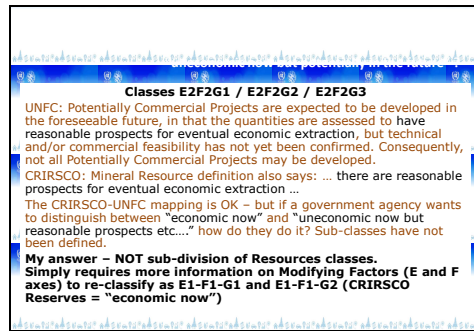 Classes E2F2G1 / E2F2G2 / E2F2G3
UNFC: Potentially Commercial Projects are expected to be developed in
the foreseeable future, in that the quantities are assessed to have
reasonable prospects for eventual economic extraction, but technical
and/or commercial feasibility has not yet been confirmed. Consequently,
not all Potentially Commercial Projects may be developed.
CRIRSCO: Mineral Resource definition also says: … there are reasonable
prospects for eventual economic extraction …
The CRIRSCO-UNFC mapping is OK – but if a government agency wants
to distinguish between “economic now” and “uneconomic now but
reasonable prospects etc….” how do they do it? Sub-classes have not
been defined.
My answer – NOT sub-division of Resources classes.
Simply requires more information on Modifying Factors (E and F
axes) to re-classify as E1-F1-G1 and E1-F1-G2 (CRIRSCO
Reserves = “economic now”)